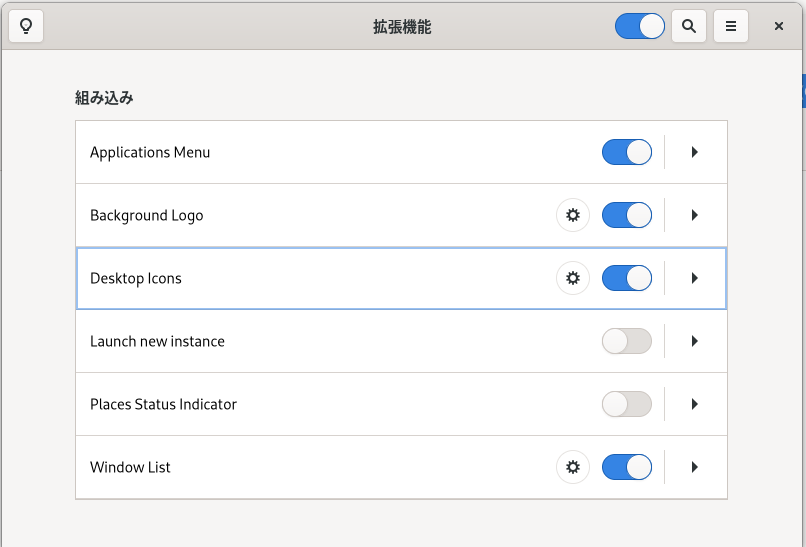 拡張機能
組み込み
Applications Menu
Background Logo
Desktop Icons
Launch new instance
Places Status Indicator
Window List